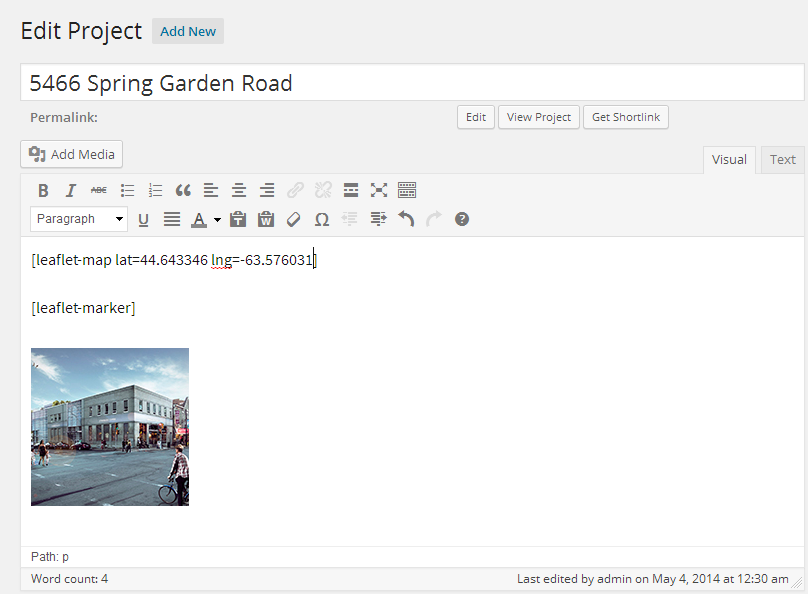 Edit Project Add New
5466 Spring Garden Road
Permalink: Edit View Project Get Shortlink
Add Media Visual Text
B I ABC
Paragraph U A T W Ω ?
[leaflet-map lat=44.643346 lng=-63.576031]
[leaflet-marker]
Path: p
Word count: 4 Last edited by admin on May 4, 2014 at 12:30 am